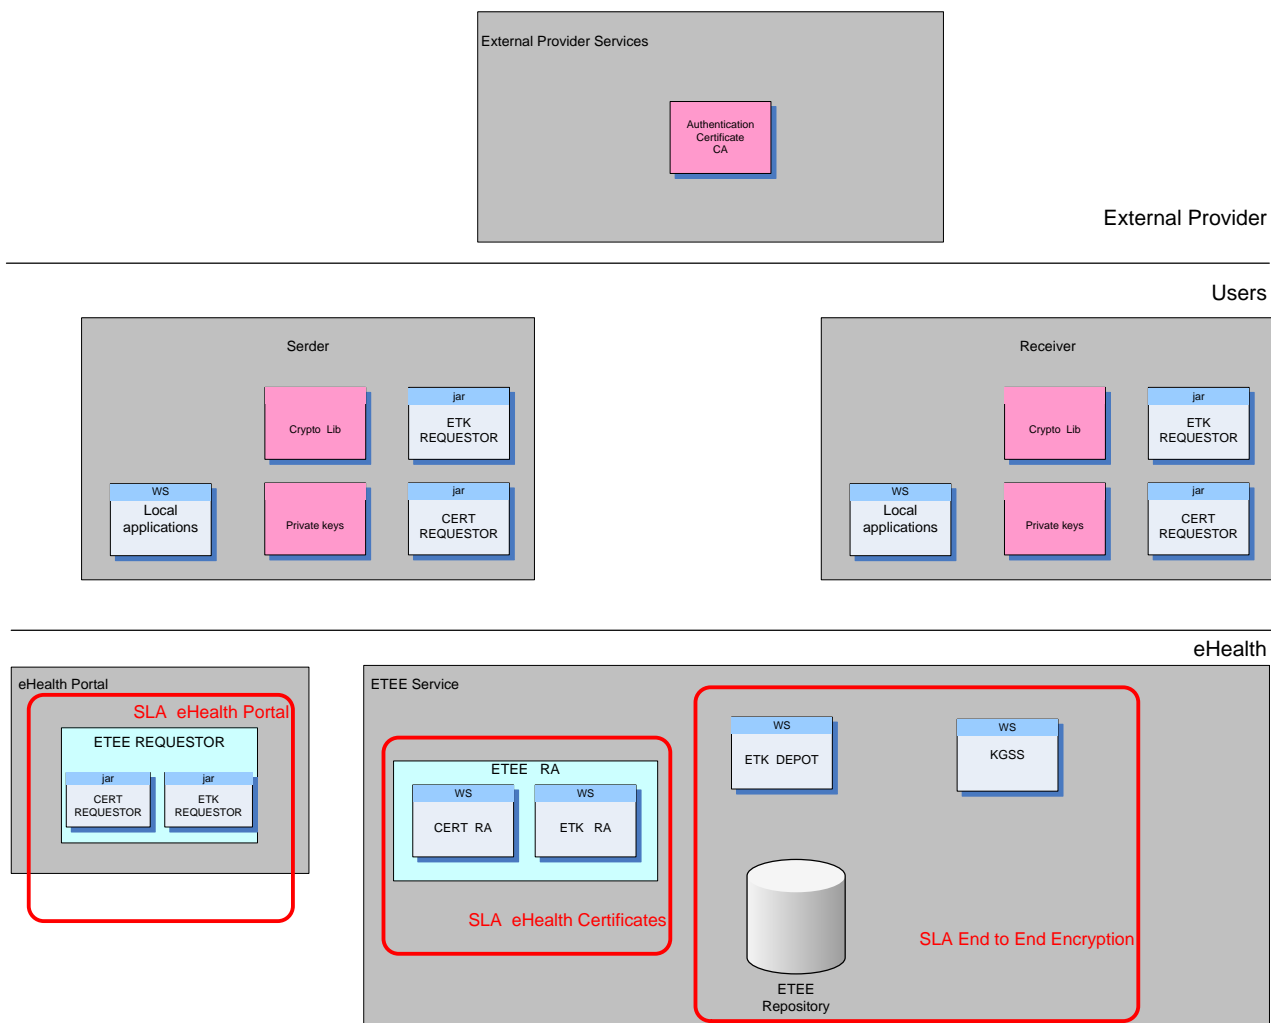 External Provider Services
Authentication
Certificate
CA
External Provider
Users
Serder
Crypto Lib
jar
ETK
REQUESTOR
WS
Local
applications
Private keys
jar
CERT
REQUESTOR
Receiver
Crypto Lib
jar
ETK
REQUESTOR
WS
Local
applications
Private keys
jar
CERT
REQUESTOR
eHealth
eHealth Portal
SLA eHealth Portal
ETEE REQUESTOR
jar
CERT
REQUESTOR
jar
ETK
REQUESTOR
ETEE Service
ETEE RA
WS
CERT RA
WS
ETK RA
SLA eHealth Certificates
WS
ETK DEPOT
WS
KGSS
SLA End to End Encryption
ETEE
Repository